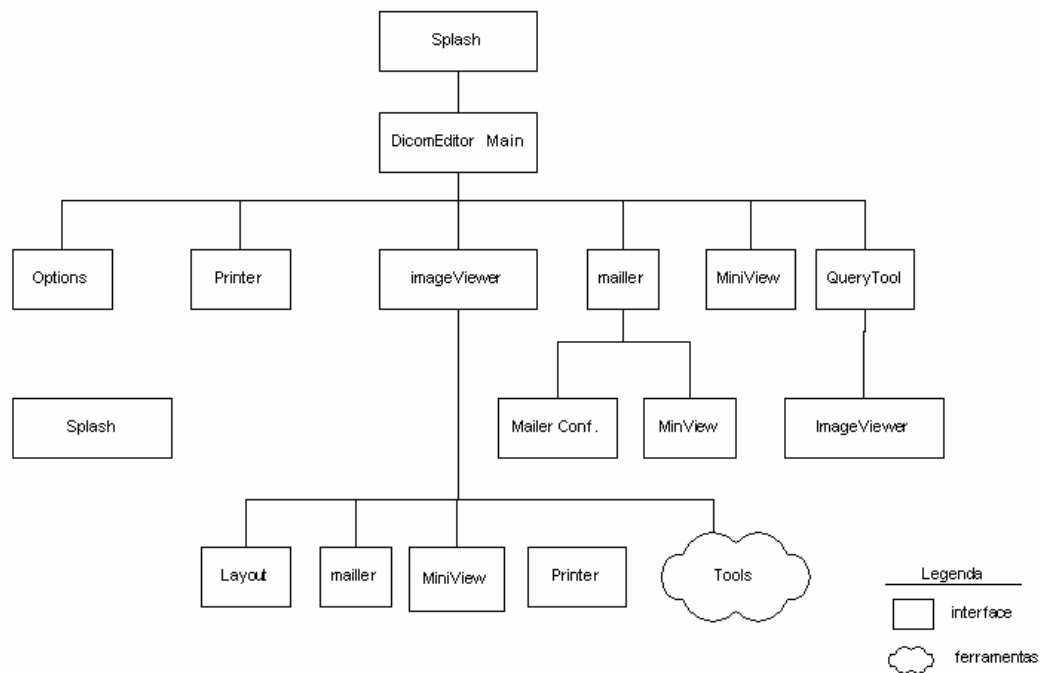 Splash
DicomEditor Main
Options
Printer
imageViewer
mailler
MiniView
QueryTool
Splash
Mailer Conf.
MinView
ImageViewer
Layout
mailler
MiniView
Printer
Tools
Legenda
interface
ferramentas